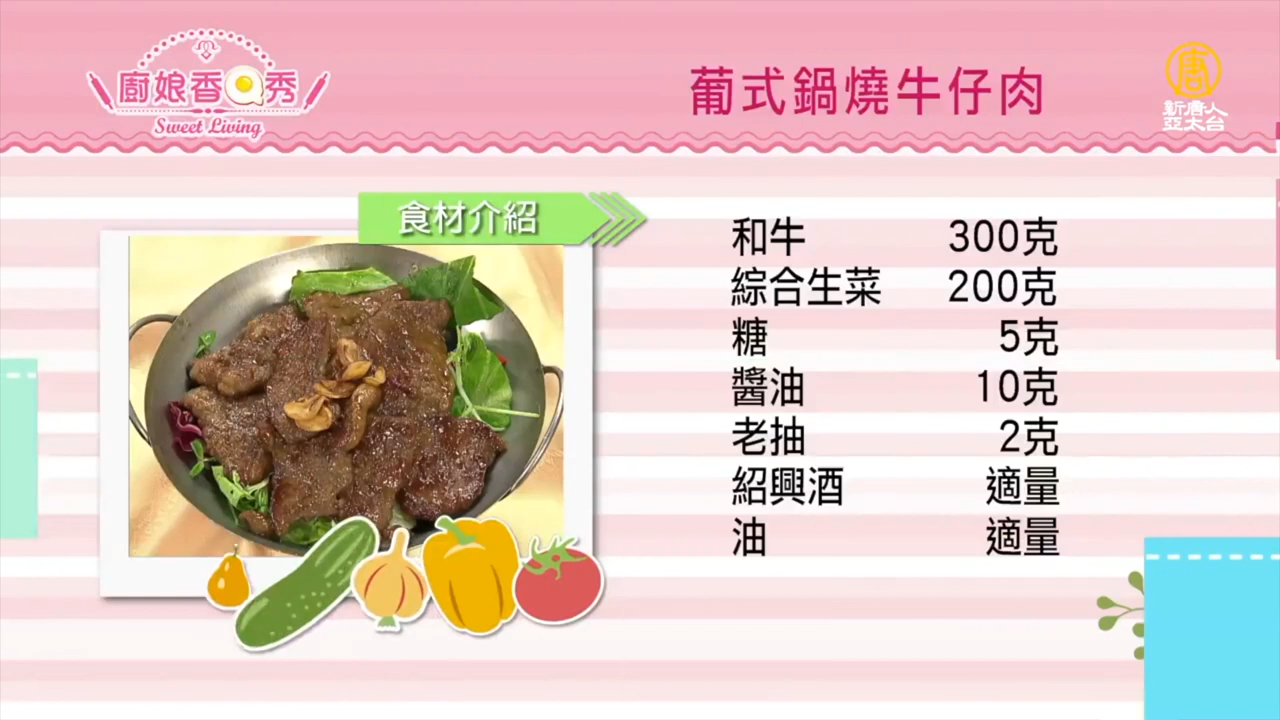 廚娘香Q秀
Sweet Living
葡式鍋燒牛仔肉
唐
新唐人
亞太台
食材介紹
和牛 300克
綜合生菜 200克
糖 5克
醬油 10克
老抽 2克
紹興酒 適量
油 適量